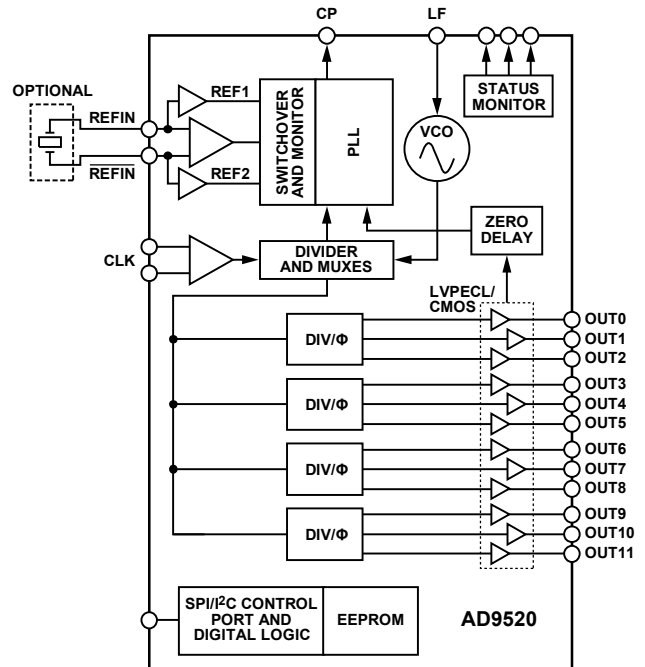 CP
LF
OPTIONAL
REFIN
REFIN
REF1
REF2
SWITCHOVER
AND MONITOR
PLL
VCO
STATUS
MONITOR
ZERO
DELAY
CLK
DIVIDER
AND MUXES
LVPECL/
CMOS
DIV/Φ
OUT0
OUT1
OUT2
DIV/Φ
OUT3
OUT4
OUT5
DIV/Φ
OUT6
OUT7
OUT8
DIV/Φ
OUT9
OUT10
OUT11
SPI/I²C CONTROL
PORT AND
DIGITAL LOGIC
EEPROM
AD9520